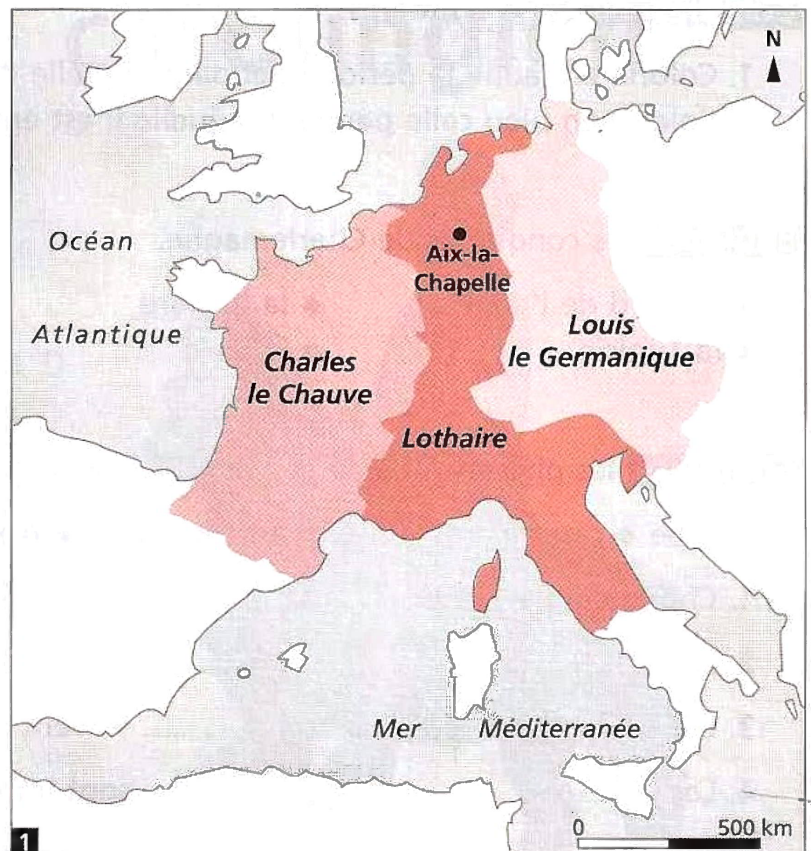 N
Océan
Atlantique
Aix-la-
Chapelle
Charles
le Chauve
Louis
le Germanique
Lothaire
Mer Méditerranée
0 500 km
1